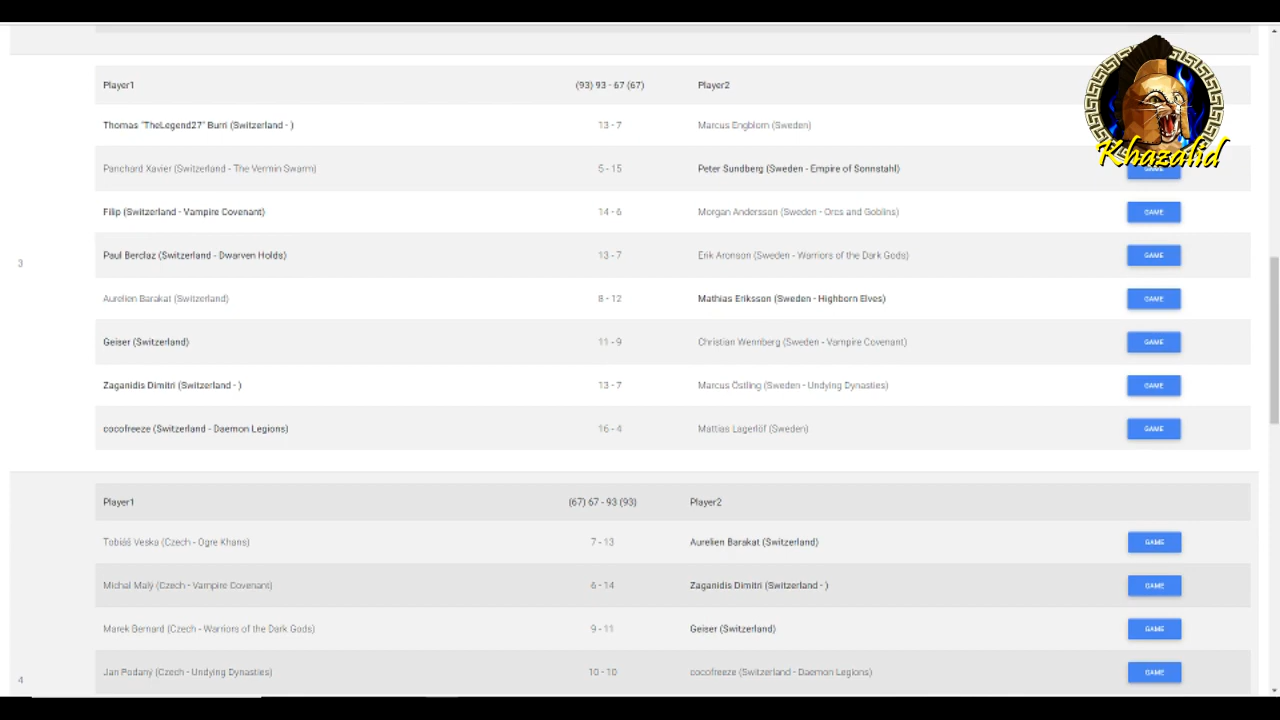 Player1 (93) 93 - 67 (67) Player2
Thomas "TheLegend27" Burri (Switzerland - ) 13 - 7 Marcus Engblom (Sweden)
Panchard Xavier (Switzerland - The Vermin Swarm) 5 - 15 Peter Sundberg (Sweden - Empire of Sonnstahl) GAME
Khazalid
Filip (Switzerland - Vampire Covenant) 14 - 6 Morgan Andersson (Sweden - Orcs and Goblins) GAME
Paul Berclaz (Switzerland - Dwarven Holds) 13 - 7 Erik Aronson (Sweden - Warriors of the Dark Gods) GAME
3
Aurelien Barakat (Switzerland) 8 - 12 Mathias Eriksson (Sweden - Highborn Elves) GAME
Geiser (Switzerland) 11 - 9 Christian Wennberg (Sweden - Vampire Covenant) GAME
Zaganidis Dimitri (Switzerland - ) 13 - 7 Marcus Östling (Sweden - Undying Dynasties) GAME
cocofreeze (Switzerland - Daemon Legions) 16 - 4 Mattias Lagerlöf (Sweden) GAME
Player1 (67) 67 - 93 (93) Player2
Tobiáš Veska (Czech - Ogre Khans) 7 - 13 Aurelien Barakat (Switzerland) GAME
Michal Malý (Czech - Vampire Covenant) 6 - 14 Zaganidis Dimitri (Switzerland - ) GAME
Marek Bernard (Czech - Warriors of the Dark Gods) 9 - 11 Geiser (Switzerland) GAME
Jan Podaný (Czech - Undying Dynasties) 10 - 10 cocofreeze (Switzerland - Daemon Legions) GAME
4